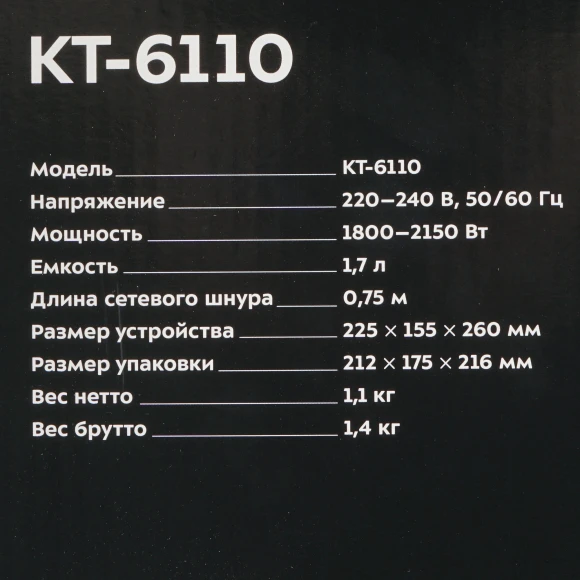 КТ-6110
Модель КТ-6110
Напряжение 220–240 В, 50/60 Гц
Мощность 1800–2150 Вт
Емкость 1,7 л
Длина сетевого шнура 0,75 м
Размер устройства 225 × 155 × 260 мм
Размер упаковки 212 × 175 × 216 мм
Вес нетто 1,1 кг
Вес брутто 1,4 кг